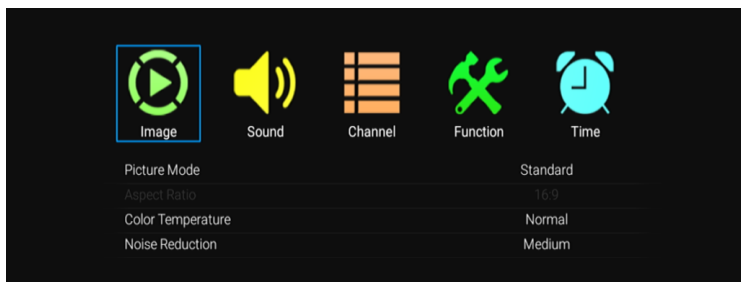 Image Sound Channel Function Time
Picture Mode Standard
Aspect Ratio 16:9
Color Temperature Normal
Noise Reduction Medium